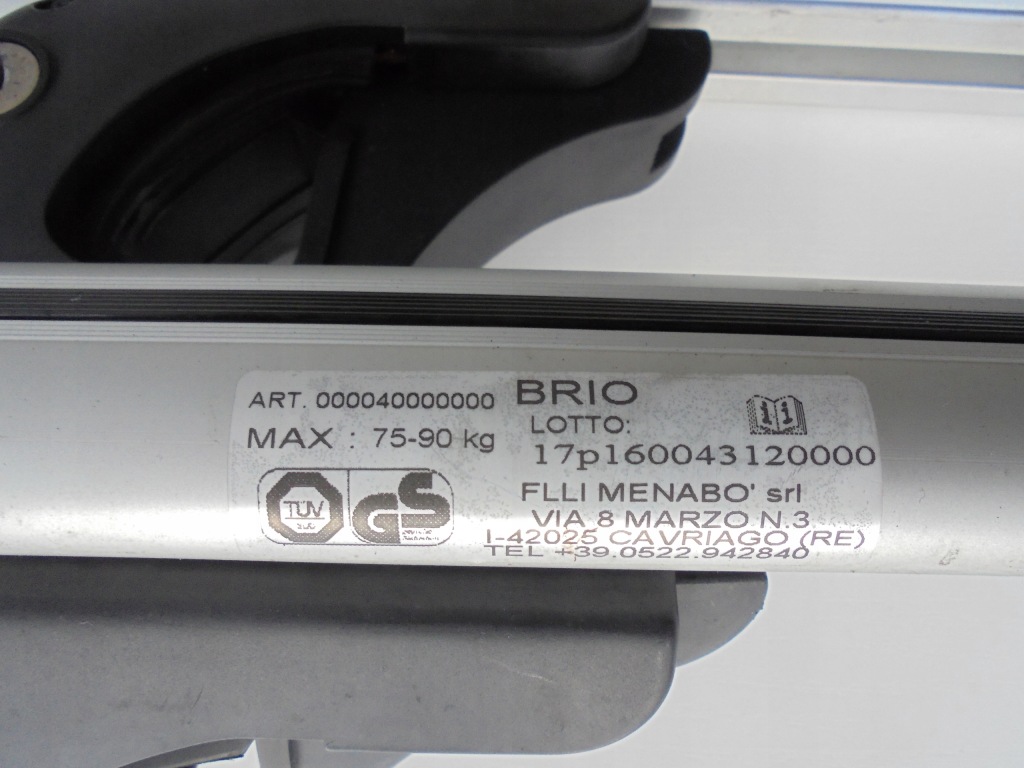 ART. 000040000000
MAX : 75-90 kg
TÜV
SÜD
GS
BRIO
LOTTO:
17p160043120000
FLLI MENABO' srl
VIA 8 MARZO N.3
I-42025 CAVRIAGO (RE)
TEL +39.0522.942840